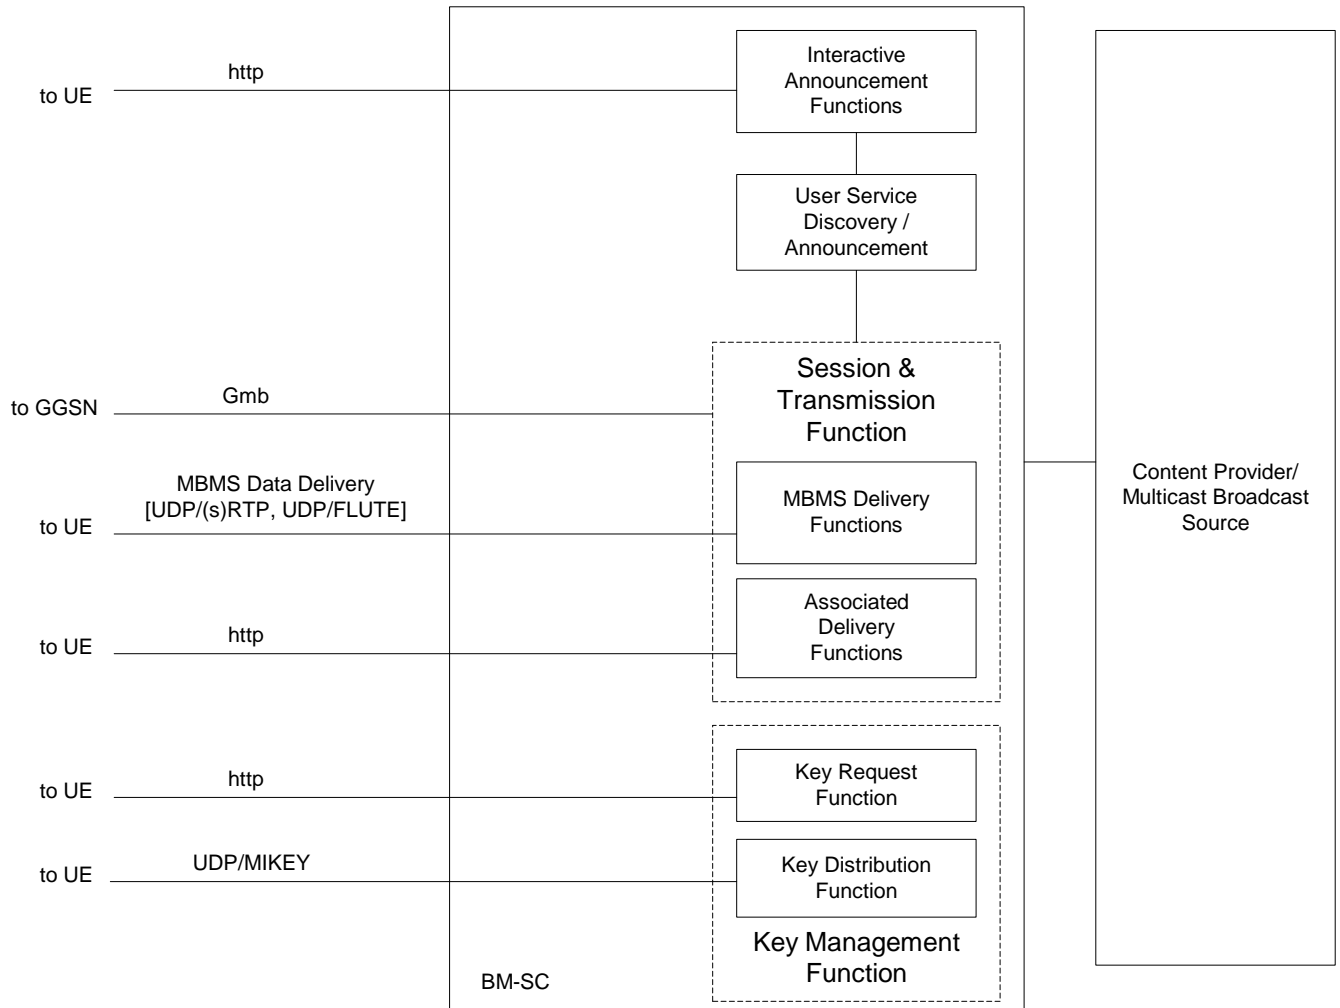 http
to UE
Interactive
Announcement
Functions
User Service
Discovery /
Announcement
Session &
Transmission
Function
Gmb
to GGSN
MBMS Data Delivery
[UDP/(s)RTP, UDP/FLUTE]
to UE
MBMS Delivery
Functions
Content Provider/
Multicast Broadcast
Source
http
to UE
Associated
Delivery
Functions
http
to UE
Key Request
Function
UDP/MIKEY
to UE
Key Distribution
Function
Key Management
Function
BM-SC